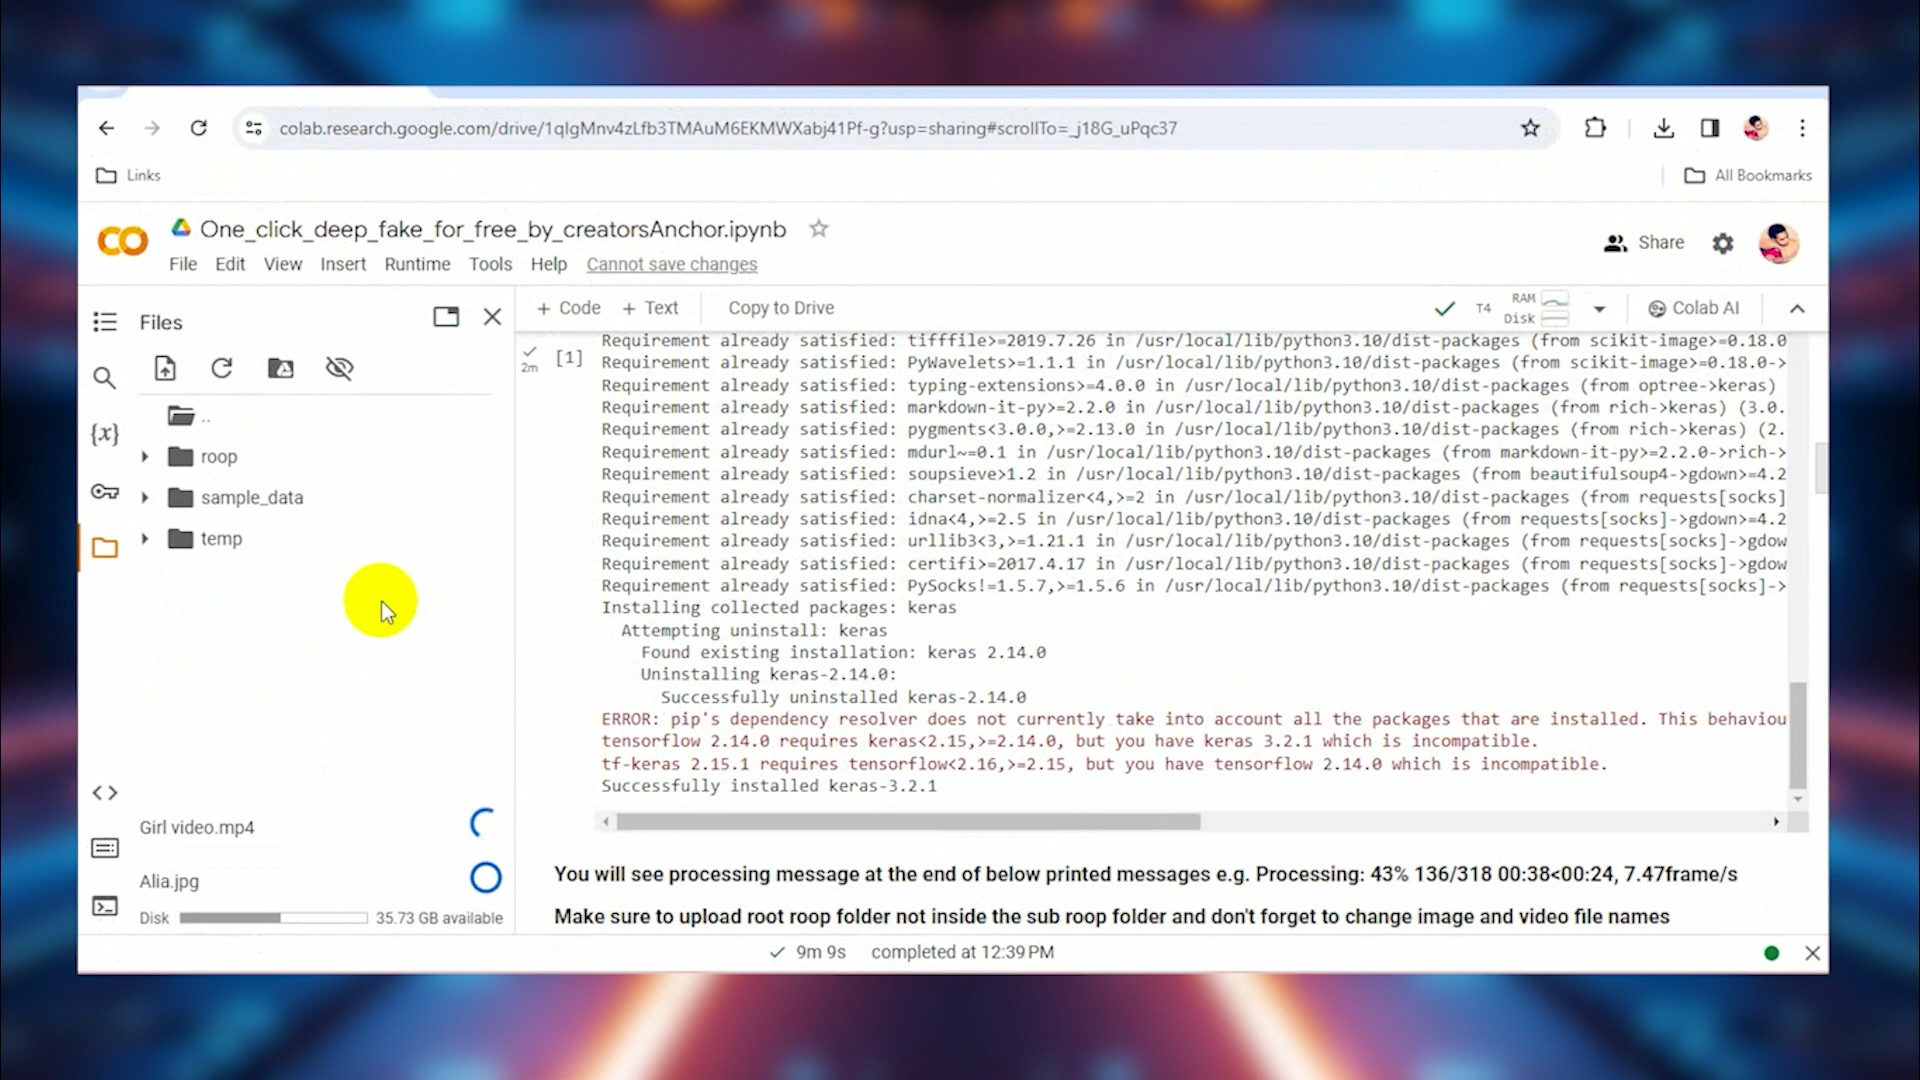 colab.research.google.com/drive/1qIgMnv4zLfb3TMAuM6EKMWXabj41Pf-g?usp=sharing#scrollTo=_j18G_uPqc37
Links
All Bookmarks
One_click_deep_fake_for_free_by_creatorsAnchor.ipynb
Share
File Edit View Insert Runtime Tools Help Cannot save changes
Files
+ Code + Text Copy to Drive
T4 RAM Disk
Colab AI
2m
[1]
Requirement already satisfied: tifffile>=2019.7.26 in /usr/local/lib/python3.10/dist-packages (from scikit-image>=0.18.0
Requirement already satisfied: PyWavelets>=1.1.1 in /usr/local/lib/python3.10/dist-packages (from scikit-image>=0.18.0->
Requirement already satisfied: typing-extensions>=4.0.0 in /usr/local/lib/python3.10/dist-packages (from optree->keras)
Requirement already satisfied: markdown-it-py>=2.2.0 in /usr/local/lib/python3.10/dist-packages (from rich->keras) (3.0.
Requirement already satisfied: pygments<3.0.0,>=2.13.0 in /usr/local/lib/python3.10/dist-packages (from rich->keras) (2.
Requirement already satisfied: mdurl~=0.1 in /usr/local/lib/python3.10/dist-packages (from markdown-it-py>=2.2.0->rich->
Requirement already satisfied: soupsieve>1.2 in /usr/local/lib/python3.10/dist-packages (from beautifulsoup4->gdown)>=4.2
Requirement already satisfied: charset-normalizer<4,>=2 in /usr/local/lib/python3.10/dist-packages (from requests[socks]
Requirement already satisfied: idna<4,>=2.5 in /usr/local/lib/python3.10/dist-packages (from requests[socks]->gdown>=4.2
Requirement already satisfied: urllib3<3,>=1.21.1 in /usr/local/lib/python3.10/dist-packages (from requests[socks]->gdow
Requirement already satisfied: certifi>=2017.4.17 in /usr/local/lib/python3.10/dist-packages (from requests[socks]->gdow
Requirement already satisfied: PySocks!=1.5.7,>=1.5.6 in /usr/local/lib/python3.10/dist-packages (from requests[socks]->
Installing collected packages: keras
Attempting uninstall: keras
Found existing installation: keras 2.14.0
Uninstalling keras-2.14.0:
Successfully uninstalled keras-2.14.0
ERROR: pip's dependency resolver does not currently take into account all the packages that are installed. This behaviou
tensorflow 2.14.0 requires keras<2.15,>=2.14.0, but you have keras 3.2.1 which is incompatible.
tf-keras 2.15.1 requires tensorflow<2.16,>=2.15, but you have tensorflow 2.14.0 which is incompatible.
Successfully installed keras-3.2.1
..
roop
sample_data
temp
{x}
Girl video.mp4
Alia.jpg
Disk 35.73 GB available
You will see processing message at the end of below printed messages e.g. Processing: 43% 136/318 00:38<00:24, 7.47frame/s
Make sure to upload root roop folder not inside the sub roop folder and don't forget to change image and video file names
9m 9s completed at 12:39 PM